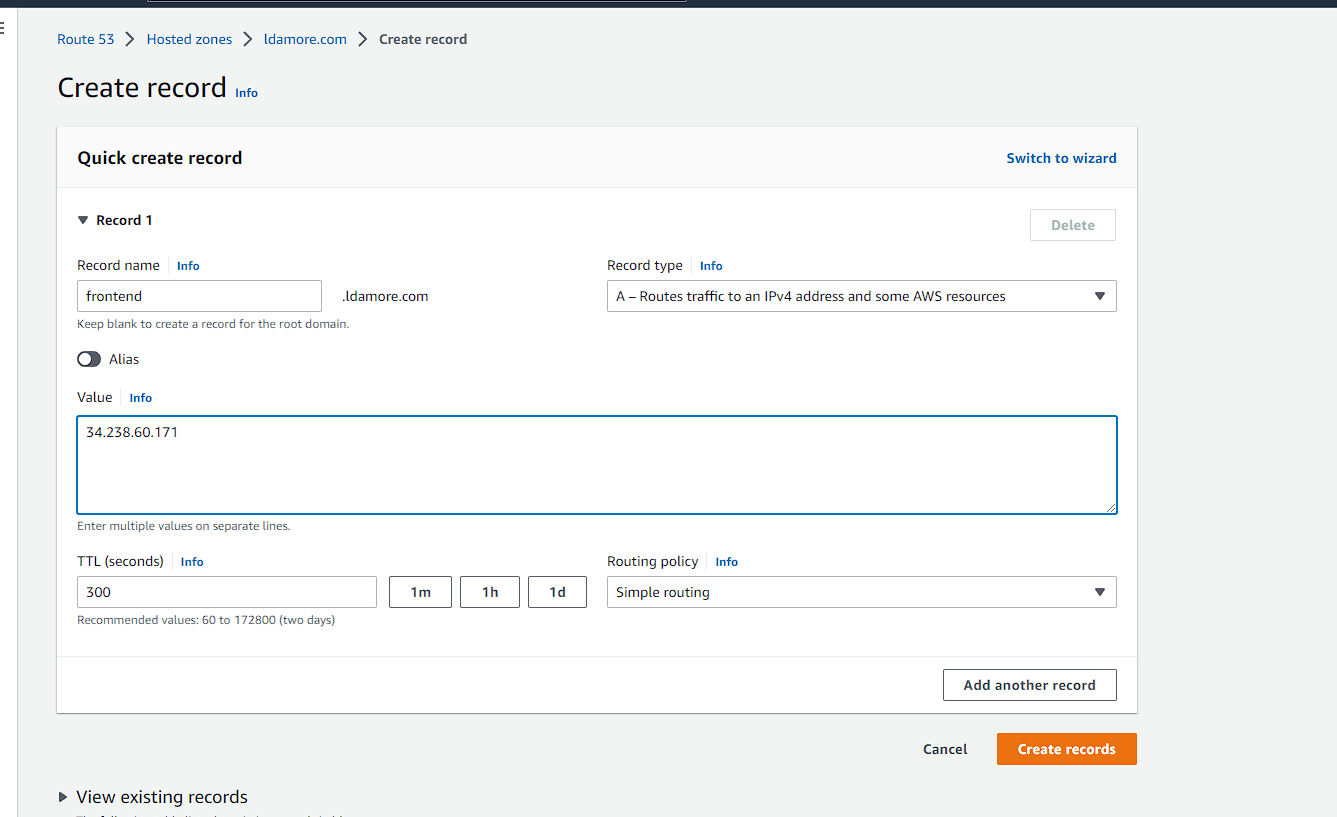 Route 53 Hosted zones ldamore.com Create record
Create record Info
Quick create record Switch to wizard
Record 1 Delete
Record name Info Record type Info
frontend .ldamore.com A – Routes traffic to an IPv4 address and some AWS resources
Keep blank to create a record for the root domain.
Alias
Value Info
34.238.60.171
Enter multiple values on separate lines.
TTL (seconds) Info Routing policy Info
300 1m 1h 1d Simple routing
Recommended values: 60 to 172800 (two days)
Add another record
Cancel Create records
View existing records